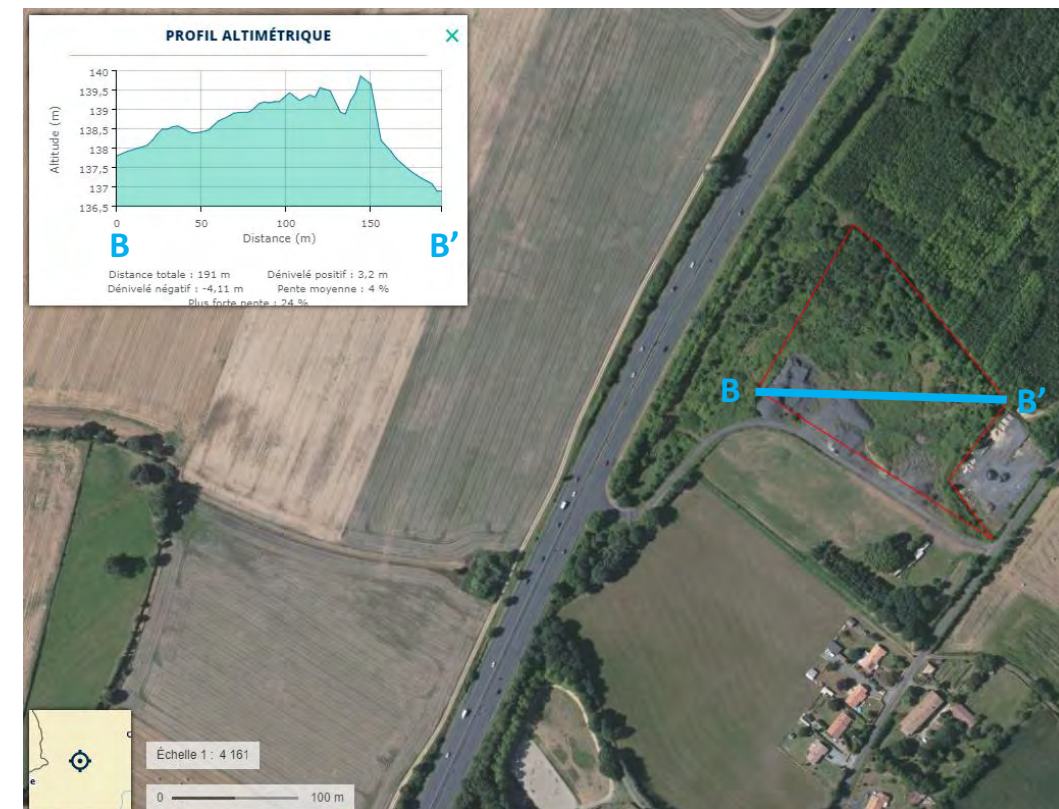 PROFIL ALTIMÉTRIQUE ×
140
139,5
139
138,5
138
137,5
137
136,5
Altitude (m)
0 50 100 150
Distance (m)
B B'
Distance totale : 191 m Dénivelé positif : 3,2 m
Dénivelé négatif : -4,11 m Pente moyenne : 4 %
Plus forte pente : 24 %
B B'
e
Échelle 1 : 4 161
0 100 m